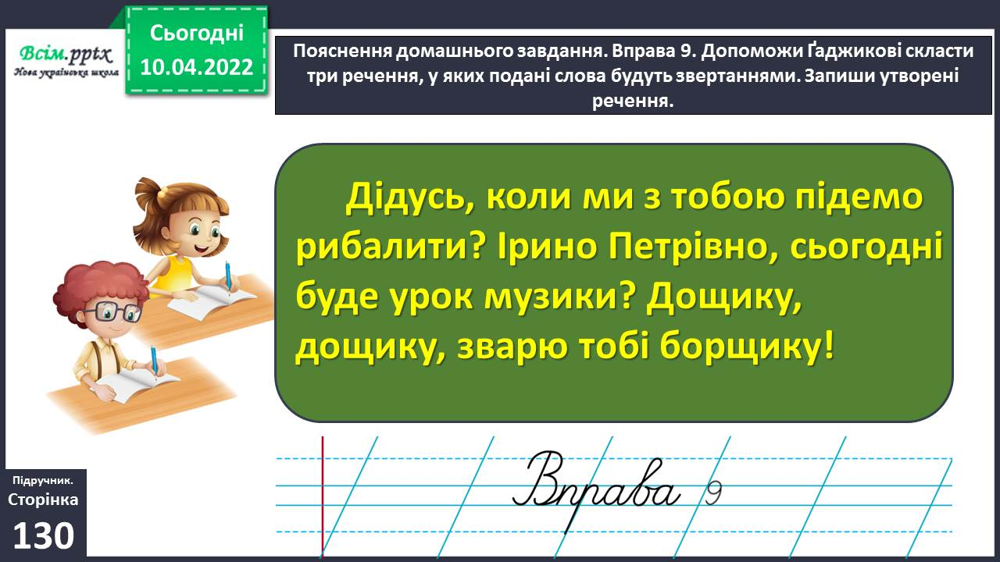 Сьогодні
10.04.2022
Всім.pptx
Нова українська школа
Пояснення домашнього завдання. Вправа 9. Допоможи Ґаджикові скласти
три речення, у яких подані слова будуть звертаннями. Запиши утворені
речення.
Дідусь, коли ми з тобою підемо
рибалити? Ірино Петрівно, сьогодні
буде урок музики? Дощику,
дощику, зварю тобі борщику!
Вправа 9
Підручник.
Сторінка
130